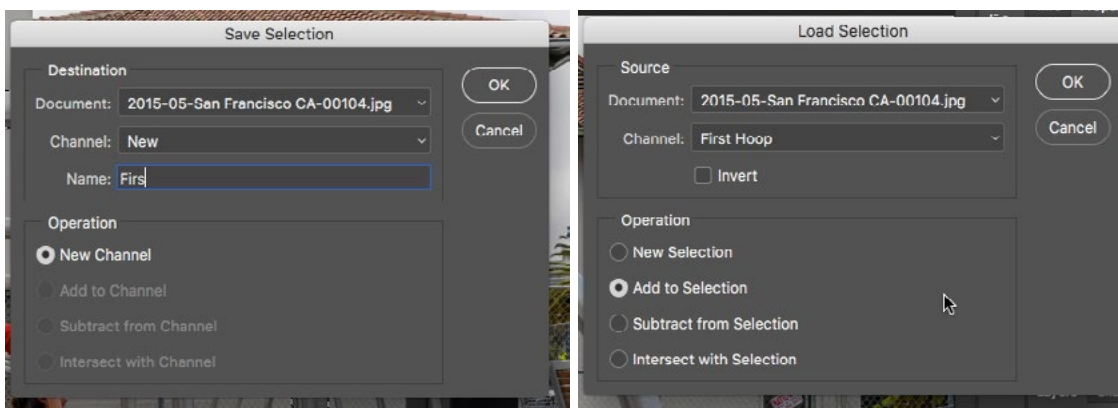 Save Selection
Destination
Document: 2015-05-San Francisco CA-00104.jpg
Channel: New
Name: Firs
OK
Cancel
Operation
New Channel
Add to Channel
Subtract from Channel
Intersect with Channel
Load Selection
Source
Document: 2015-05-San Francisco CA-00104.jpg
Channel: First Hoop
Invert
OK
Cancel
Operation
New Selection
Add to Selection
Subtract from Selection
Intersect with Selection